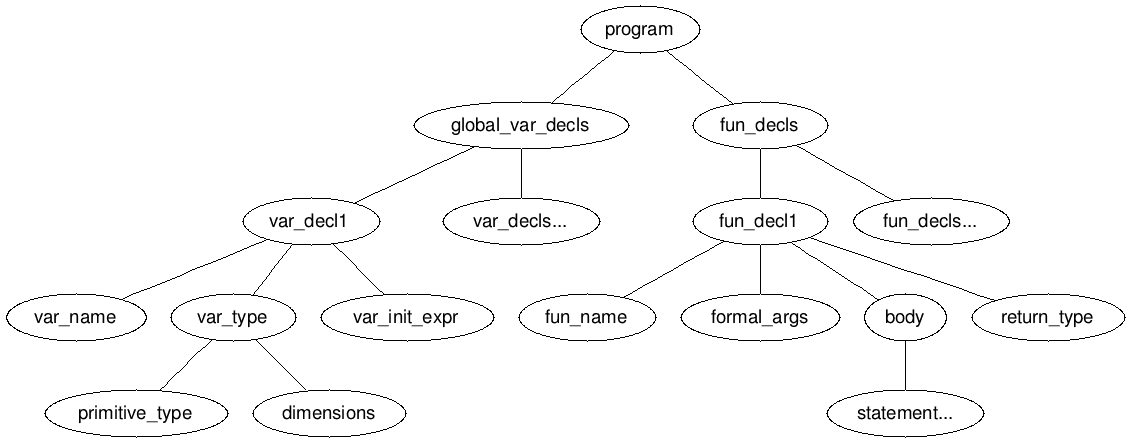 program
global_var_decls
fun_decls
var_decl1
var_decls...
fun_decl1
fun_decls...
var_name
var_type
var_init_expr
fun_name
formal_args
body
return_type
primitive_type
dimensions
statement...